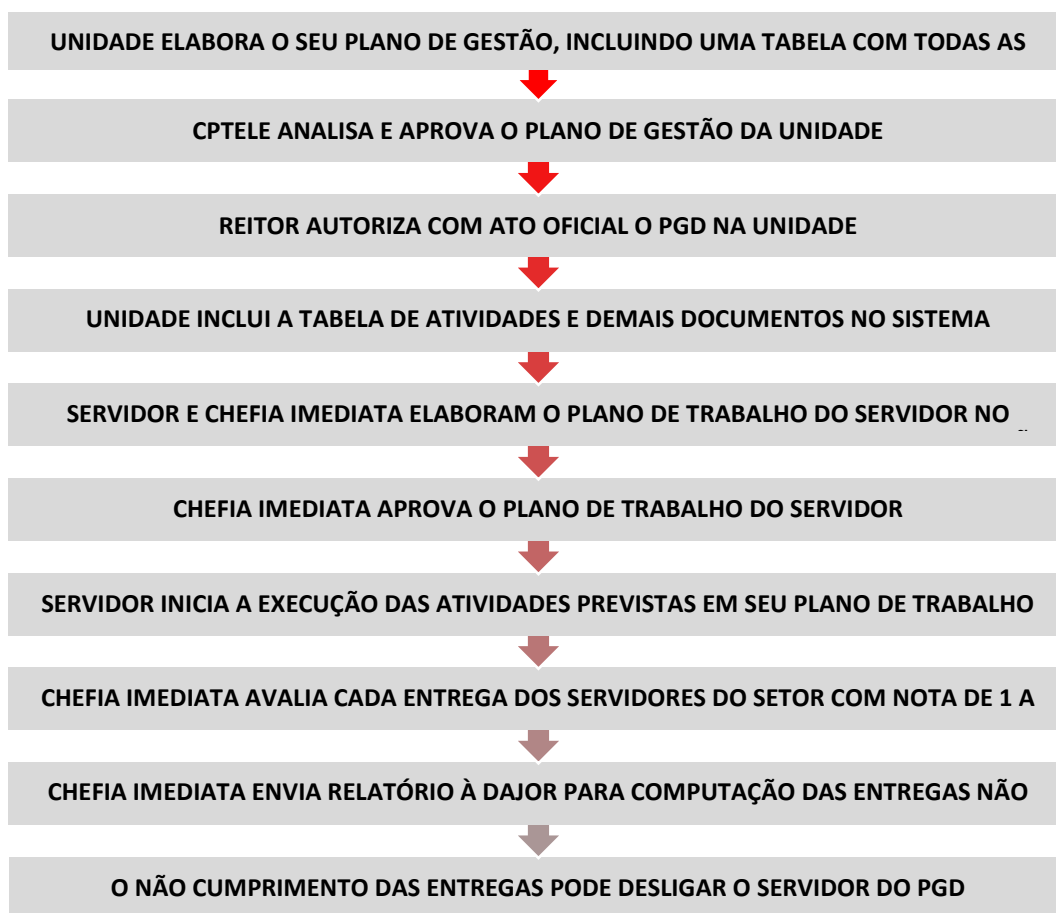 UNIDADE ELABORA O SEU PLANO DE GESTÃO, INCLUINDO UMA TABELA COM TODAS AS
CPTELE ANALISA E APROVA O PLANO DE GESTÃO DA UNIDADE
REITOR AUTORIZA COM ATO OFICIAL O PGD NA UNIDADE
UNIDADE INCLUI A TABELA DE ATIVIDADES E DEMAIS DOCUMENTOS NO SISTEMA
SERVIDOR E CHEFIA IMEDIATA ELABORAM O PLANO DE TRABALHO DO SERVIDOR NO
CHEFIA IMEDIATA APROVA O PLANO DE TRABALHO DO SERVIDOR
SERVIDOR INICIA A EXECUÇÃO DAS ATIVIDADES PREVISTAS EM SEU PLANO DE TRABALHO
CHEFIA IMEDIATA AVALIA CADA ENTREGA DOS SERVIDORES DO SETOR COM NOTA DE 1 A
CHEFIA IMEDIATA ENVIA RELATÓRIO À DAJOR PARA COMPUTAÇÃO DAS ENTREGAS NÃO
O NÃO CUMPRIMENTO DAS ENTREGAS PODE DESLIGAR O SERVIDOR DO PGD